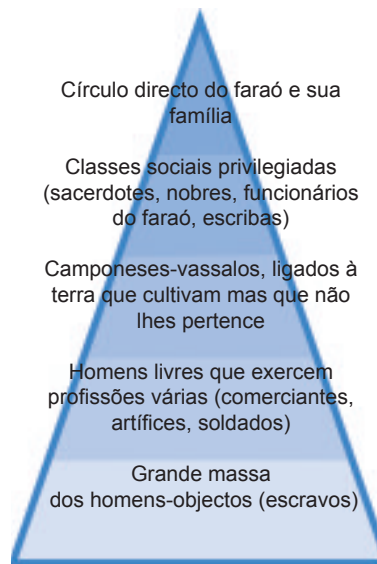 Círculo directo do faraó e sua
família
Classes sociais privilegiadas
(sacerdotes, nobres, funcionários
do faraó, escribas)
Camponeses-vassalos, ligados à
terra que cultivam mas que não
lhes pertence
Homens livres que exercem
profissões várias (comerciantes,
artífices, soldados)
Grande massa
dos homens-objectos (escravos)